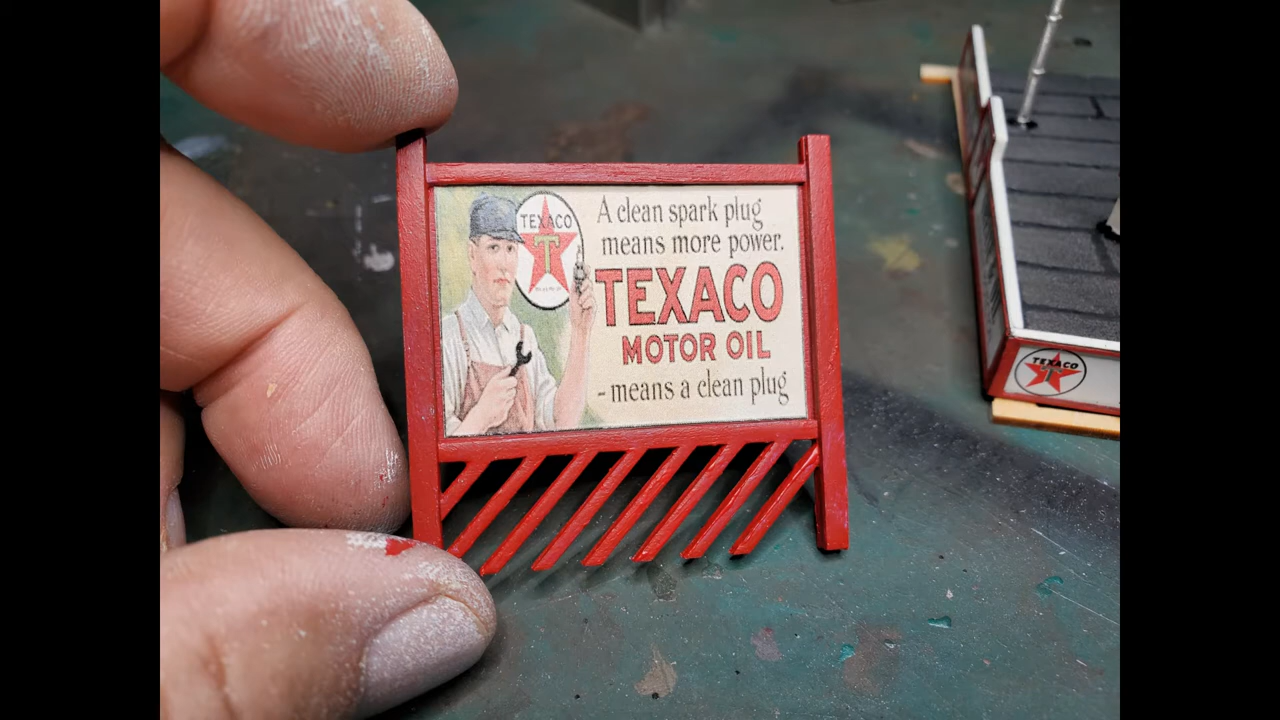 TEXACO
T
A clean spark plug
means more power.
TEXACO
MOTOR OIL
- means a clean plug
TEXACO
T